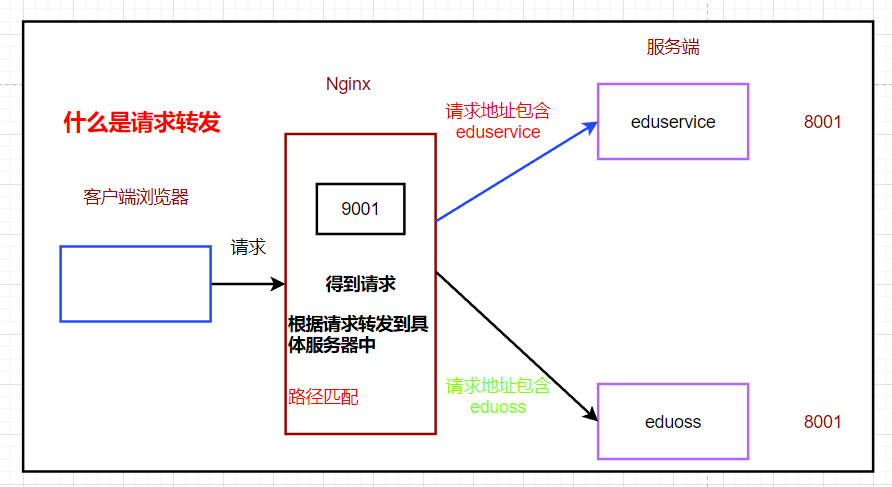 服务端
Nginx
什么是请求转发
请求地址包含
eduservice
eduservice
8001
客户端浏览器
9001
请求
得到请求
根据请求转发到具
体服务器中
路径匹配
请求地址包含
eduoss
eduoss
8001